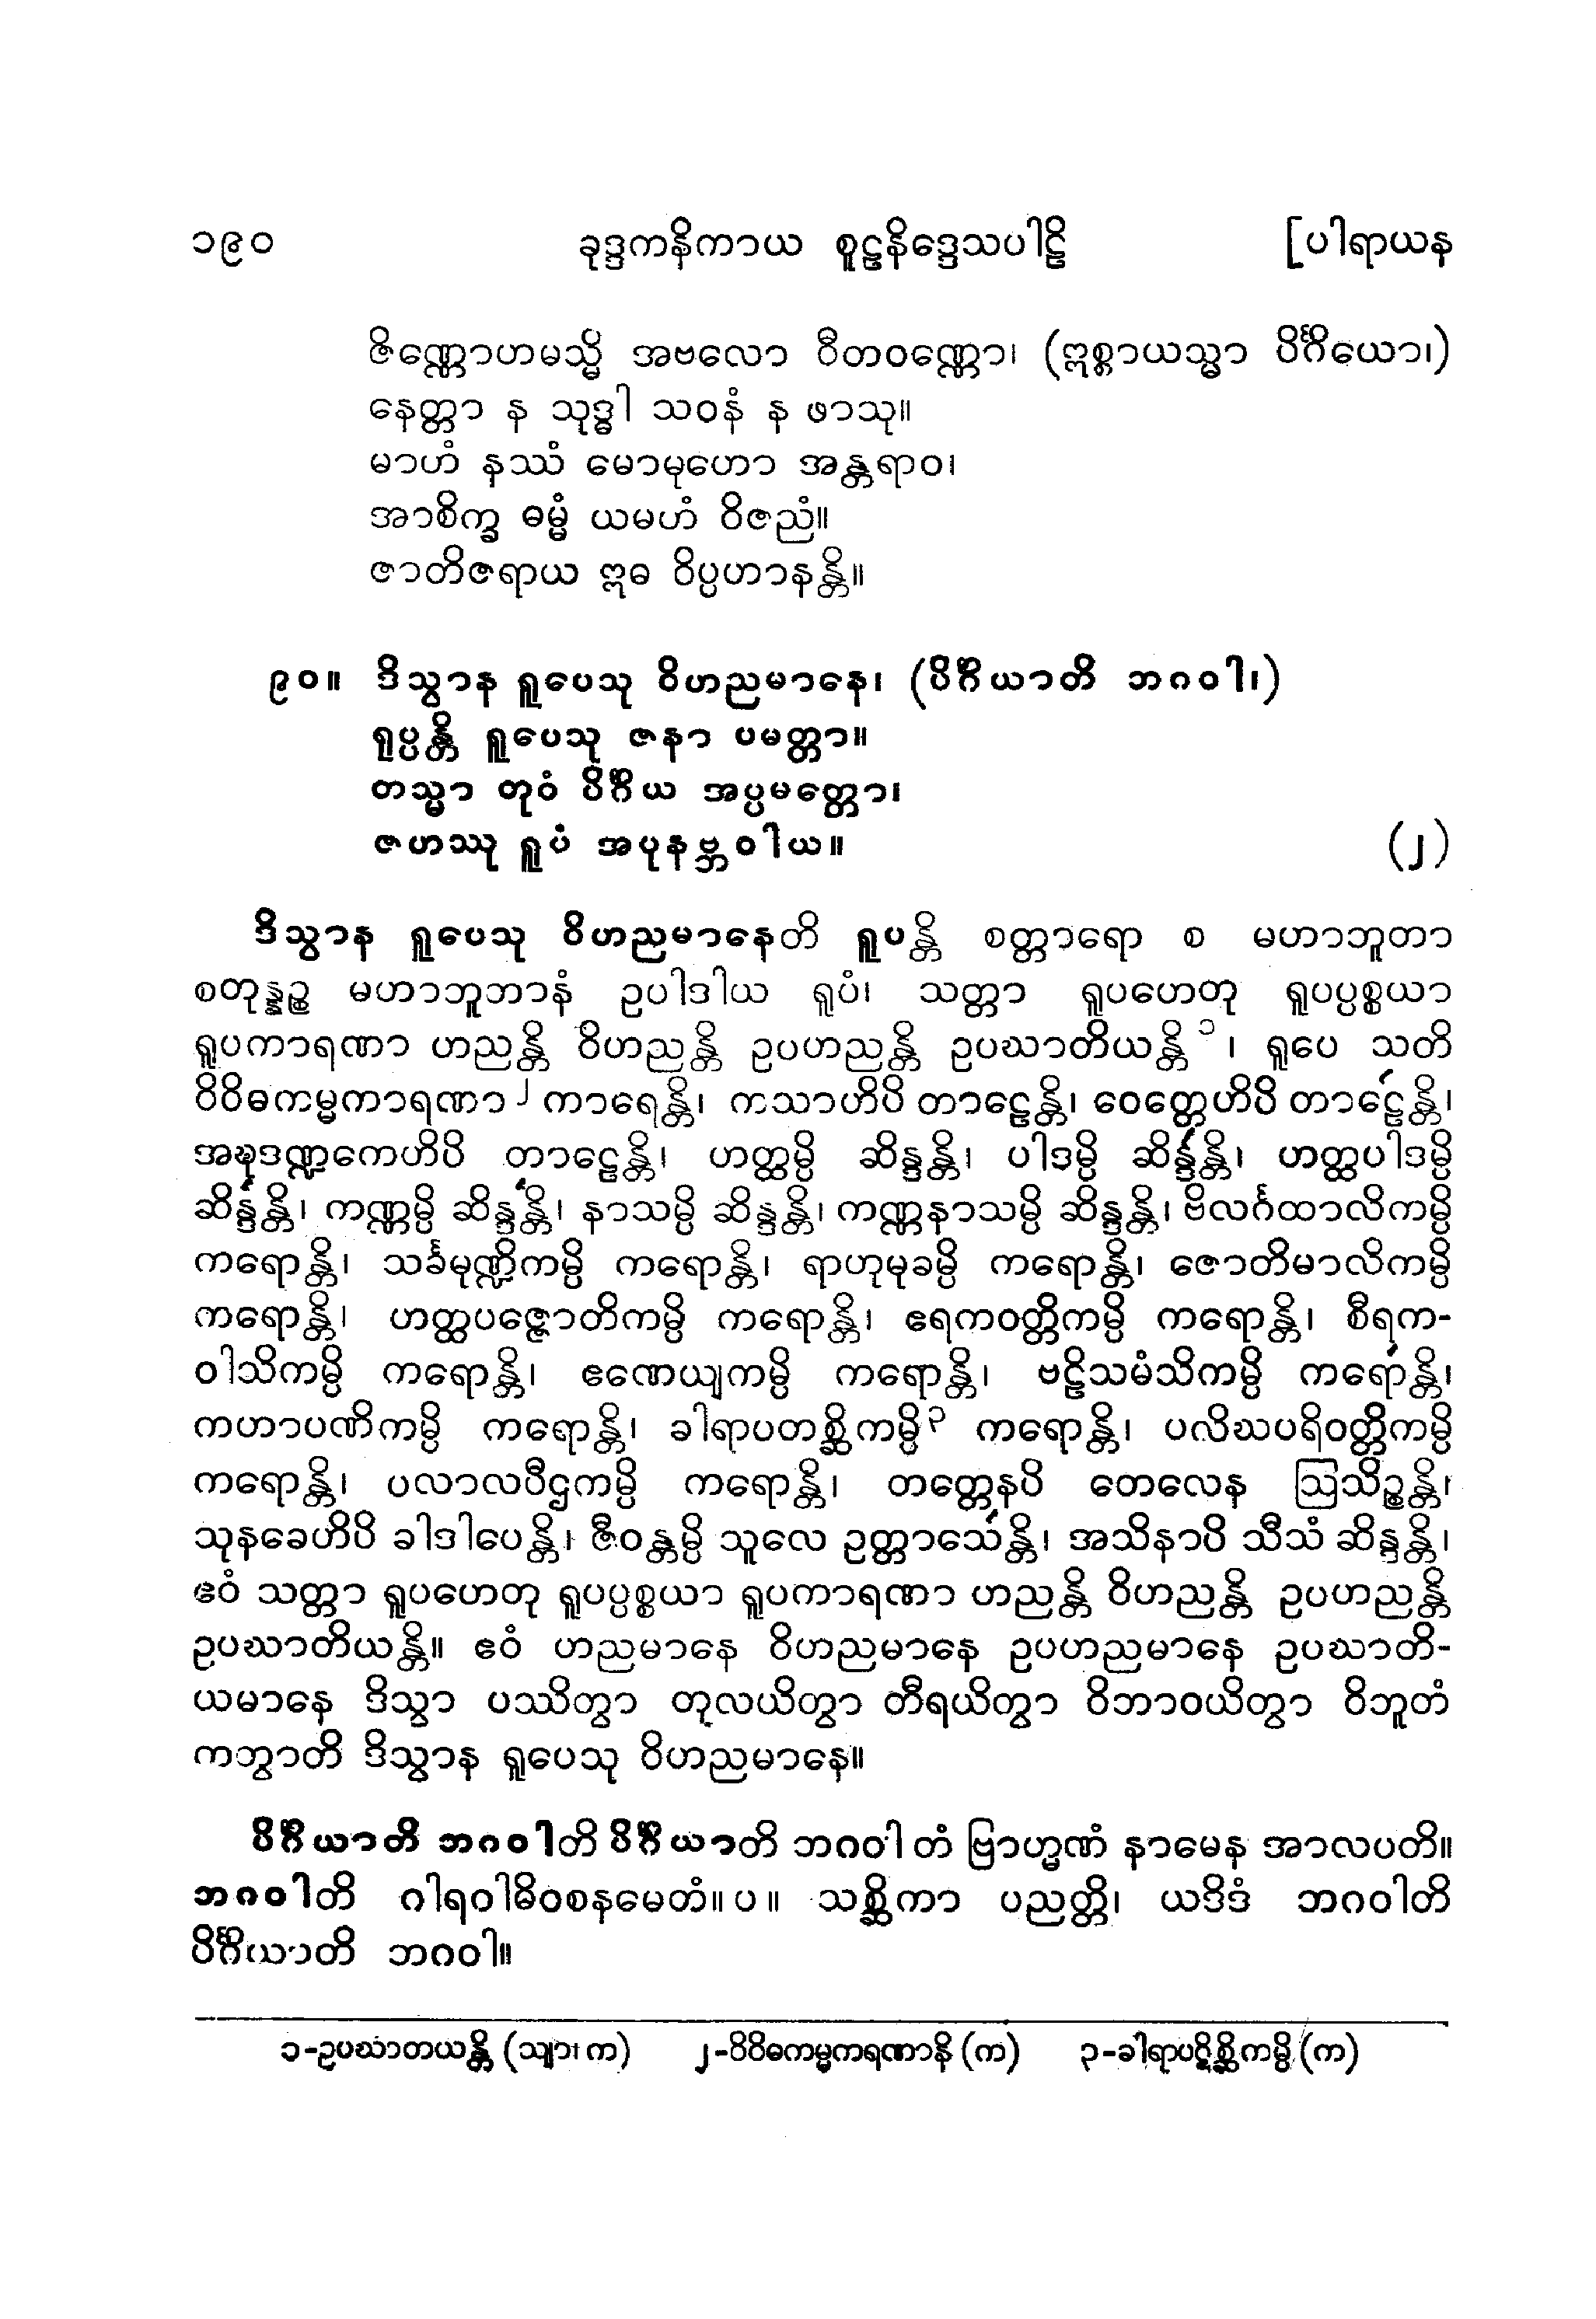 ၁၉၀ ခုဒ္ဒကနိကာယ စူဠနိဒ္ဒေသပါဠိ [ပါရာယန
ဇိဏ္ဏောဟမသ္မိ အဗလော ဝီတဝဏ္ဏော၊ (ဣစ္စာယသ္မာ ပိင်္ဂိယော၊)
နေတ္တာ န သုဒ္ဓါ သဝနံ န ဖာသု။
မာဟံ နဿံ မောမုဟော အန္တရာဝ၊
အာစိက္ခ ဓမ္မံ ယမဟံ ဝိဇညံ။
ဇာတိဇရာယ ဣဓ ဝိပ္ပဟာနန္တိ။
၉၀။ ဒိသွာန ရူပေသု ဝိဟညမာနေ၊ (ပိင်္ဂိယာတိ ဘဂဝါ၊)
ရုပ္ပန္တိ ရူပေသု ဇနာ ပမတ္တာ။
တသ္မာ တုဝံ ပိင်္ဂိယ အပ္ပမတ္တော၊
ဇဟဿု ရူပံ အပုနဗ္ဘဝါယ။ (၂)
ဒိသွာန ရူပေသု ဝိဟညမာနေတိ ရူပန္တိ စတ္တာရော စ မဟာဘူတာ
စတုန္နဉ္စ မဟာဘူဘာနံ ဥပါဒါယ ရူပံ၊ သတ္တာ ရူပဟေတု ရူပပ္ပစ္စယာ
ရူပကာရဏာ ဟညန္တိ ဝိဟညန္တိ ဥပဟညန္တိ ဥပဃာတိယန္တိ ၁ ၊ ရူပေ သတိ
ဝိဝိဓကမ္မကာရဏာ ၂ ကာရေန္တိ၊ ကသာဟိပိ တာဠေန္တိ၊ ဝေတ္တေဟိပိ တာဠေန္တိ၊
အဍ္ဎဒဏ္ဍကေဟိပိ တာဠေန္တိ၊ ဟတ္ထမ္ပိ ဆိန္ဒန္တိ၊ ပါဒမ္ပိ ဆိန္ဒန္တိ၊ ဟတ္ထပါဒမ္ပိ
ဆိန္ဒန္တိ၊ ကဏ္ဏမ္ပိ ဆိန္ဒန္တိ၊ နာသမ္ပိ ဆိန္ဒန္တိ၊ ကဏ္ဏနာသမ္ပိ ဆိန္ဒန္တိ၊ ဗိလင်္ဂထာလိကမ္ပိ
ကရောန္တိ၊ သင်္ခမုဏ္ဍိကမ္ပိ ကရောန္တိ၊ ရာဟုမုခမ္ပိ ကရောန္တိ၊ ဇောတိမာလိကမ္ပိ
ကရောန္တိ၊ ဟတ္ထပဇ္ဇောတိကမ္ပိ ကရောန္တိ၊ ဧရကဝတ္တိကမ္ပိ ကရောန္တိ၊ စီရက-
ဝါသိကမ္ပိ ကရောန္တိ၊ ဧဏေယျကမ္ပိ ကရောန္တိ၊ ဗဠိသမံသိကမ္ပိ ကရောန္တိ၊
ကဟာပဏိကမ္ပိ ကရောန္တိ၊ ခါရာပတစ္ဆိကမ္ပိ ၃ ကရောန္တိ၊ ပလိဃပရိဝတ္တိကမ္ပိ
ကရောန္တိ၊ ပလာလပီဌကမ္ပိ ကရောန္တိ၊ တတ္တေနပိ တေလေန ဩသိဉ္စန္တိ၊
သုနခေဟိပိ ခါဒါပေန္တိ၊ ဇီဝန္တမ္ပိ သူလေ ဥတ္တာသေန္တိ၊ အသိနာပိ သီသံ ဆိန္ဒန္တိ၊
ဧဝံ သတ္တာ ရူပဟေတု ရူပပ္ပစ္စယာ ရူပကာရဏာ ဟညန္တိ ဝိဟညန္တိ ဥပဟညန္တိ
ဥပဃာတိယန္တိ။ ဧဝံ ဟညမာနေ ဝိဟညမာနေ ဥပဟညမာနေ ဥပဃာတိ-
ယမာနေ ဒိသွာ ပဿိတွာ တုလယိတွာ တီရယိတွာ ဝိဘာဝယိတွာ ဝိဘူတံ
ကတွာတိ ဒိသွာန ရူပေသု ဝိဟညမာနေ။
ပိင်္ဂိယာတိ ဘဂဝါတိ ပိင်္ဂိယာတိ ဘဂဝါ တံ ဗြာဟ္မဏံ နာမေန အာလပတိ။
ဘဂဝါတိ ဂါရဝါဓိဝစနမေတံ။ ပ ။ သစ္ဆိကာ ပညတ္တိ၊ ယဒိဒံ ဘဂဝါတိ
ပိင်္ဂိယာတိ ဘဂဝါ။
၁-ဥပဃာတယန္တိ (သျာ၊ က) ၂-ဝိဝိဓကမ္မကရဏာနိ (က) ၃-ခါရာပဋိစ္ဆိကမ္ပိ (က)